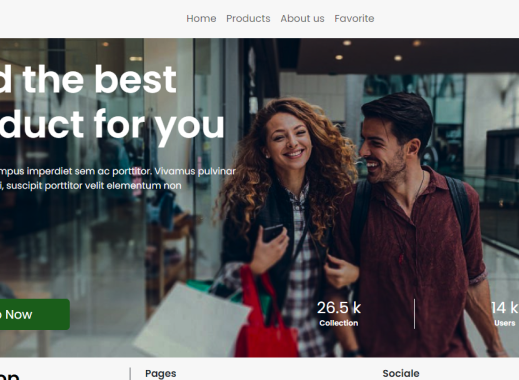 Home Products About us Favorite
d the best
duct for you
mpus imperdiet sem ac porttitor. Vivamus pulvinar
i, suscipit porttitor velit elementum non
Now
26.5 k
Collection
14 k
Users
Pages
Sociale